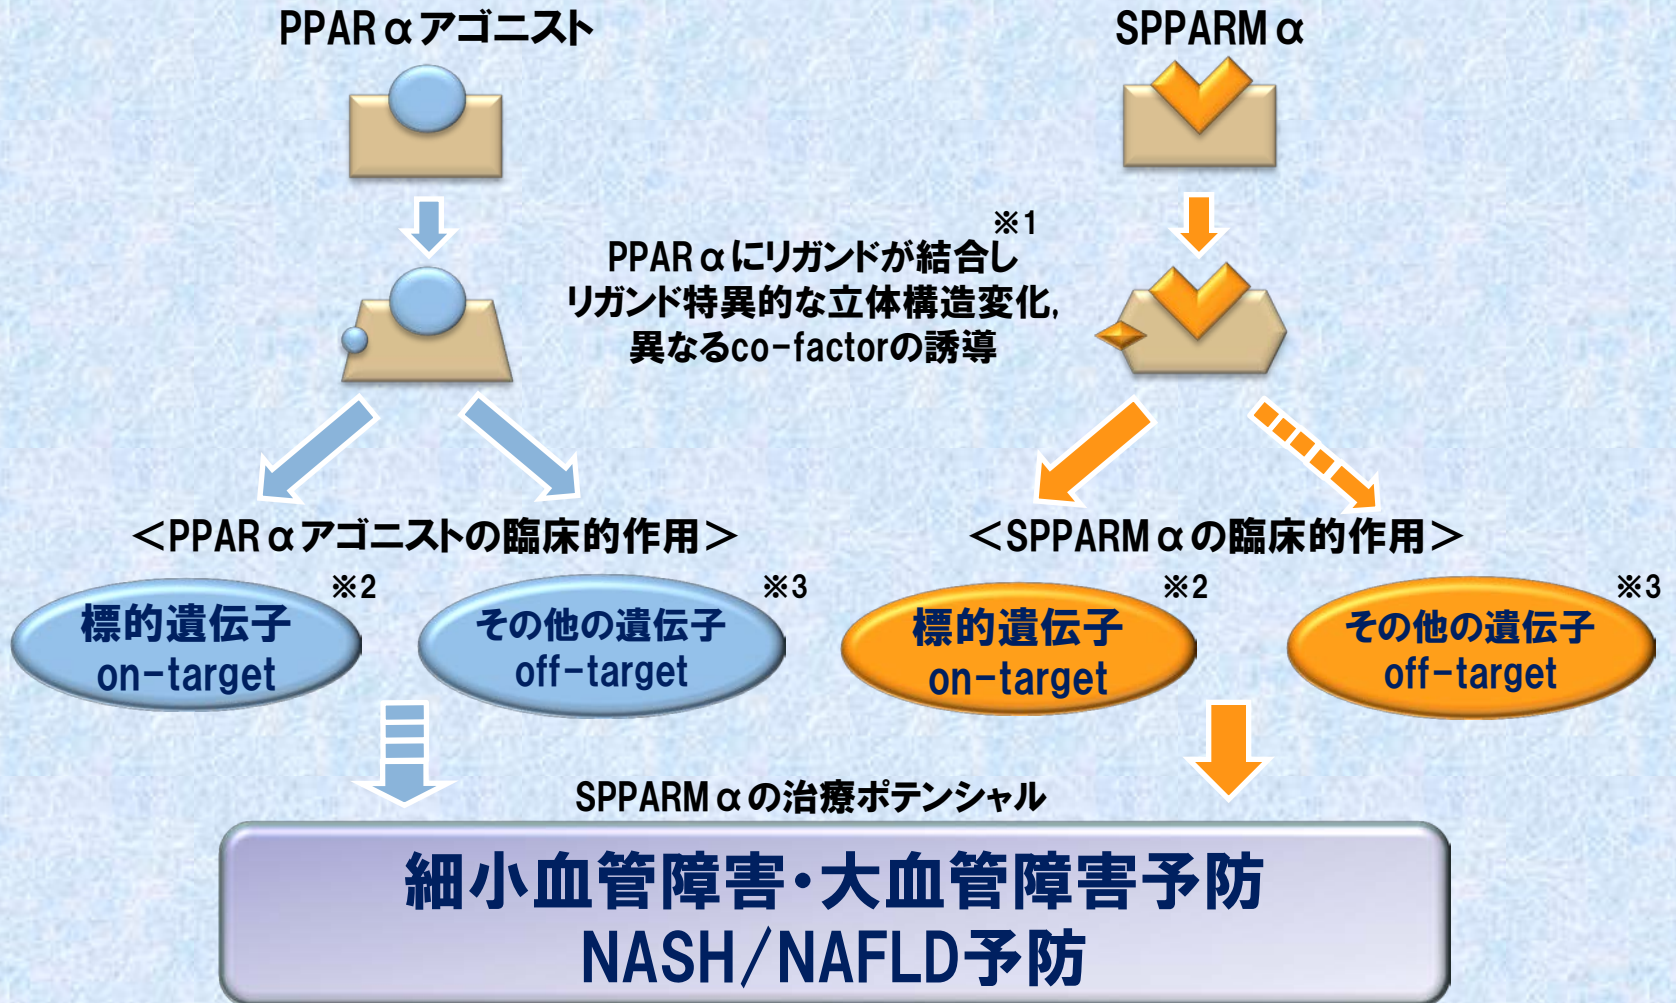 PPARαアゴニスト
SPPARMα
※1
PPARαにリガンドが結合し
リガンド特異的な立体構造変化,
異なるco-factorの誘導
＜PPARαアゴニストの臨床的作用＞
＜SPPARMαの臨床的作用＞
※2
標的遺伝子
on-target
※3
その他の遺伝子
off-target
※2
標的遺伝子
on-target
※3
その他の遺伝子
off-target
SPPARMαの治療ポテンシャル
細小血管障害・大血管障害予防
NASH/NAFLD予防